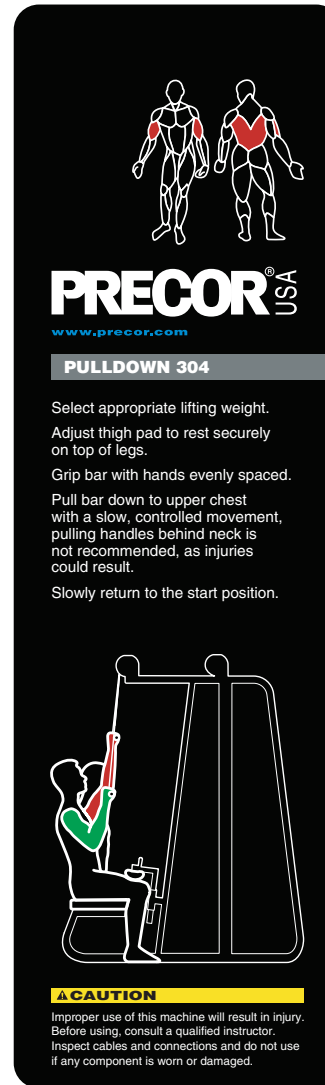 PRECOR® USA
www.precor.com
PULLDOWN 304
Select appropriate lifting weight.
Adjust thigh pad to rest securely
on top of legs.
Grip bar with hands evenly spaced.
Pull bar down to upper chest
with a slow, controlled movement,
pulling handles behind neck is
not recommended, as injuries
could result.
Slowly return to the start position.
CAUTION
Improper use of this machine will result in injury.
Before using, consult a qualified instructor.
Inspect cables and connections and do not use
if any component is worn or damaged.